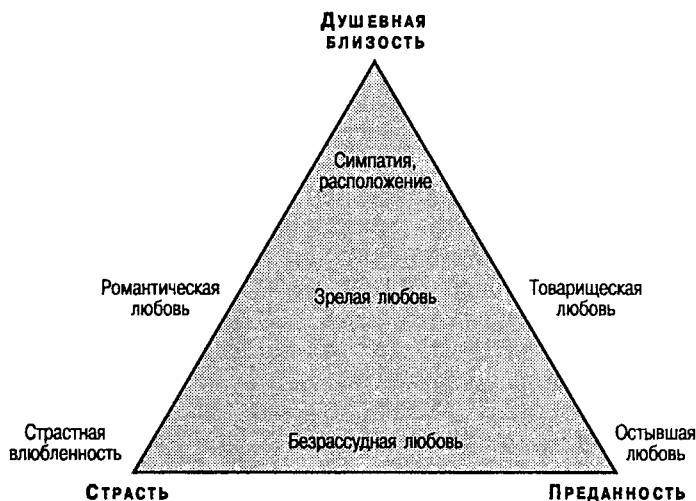 ДУШЕВНАЯ
БЛИЗОСТЬ
Симпатия,
расположение
Романтическая
любовь
Зрелая любовь
Товарищеская
любовь
Страстная
влюбленность
Безрассудная любовь
Остывшая
любовь
СТРАСТЬ
ПРЕДАННОСТЬ